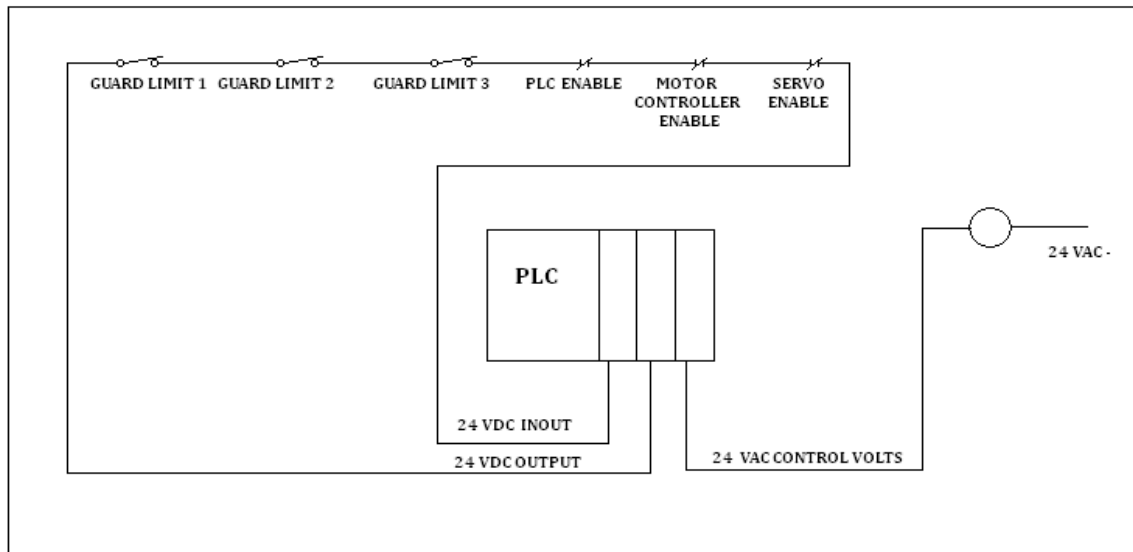 GUARD LIMIT 1
GUARD LIMIT 2
GUARD LIMIT 3
PLC ENABLE
MOTOR
CONTROLLER
ENABLE
SERVO
ENABLE
24 VAC -
PLC
24 VDC INOUT
24 VDC OUTPUT
24 VAC CONTROL VOLTS